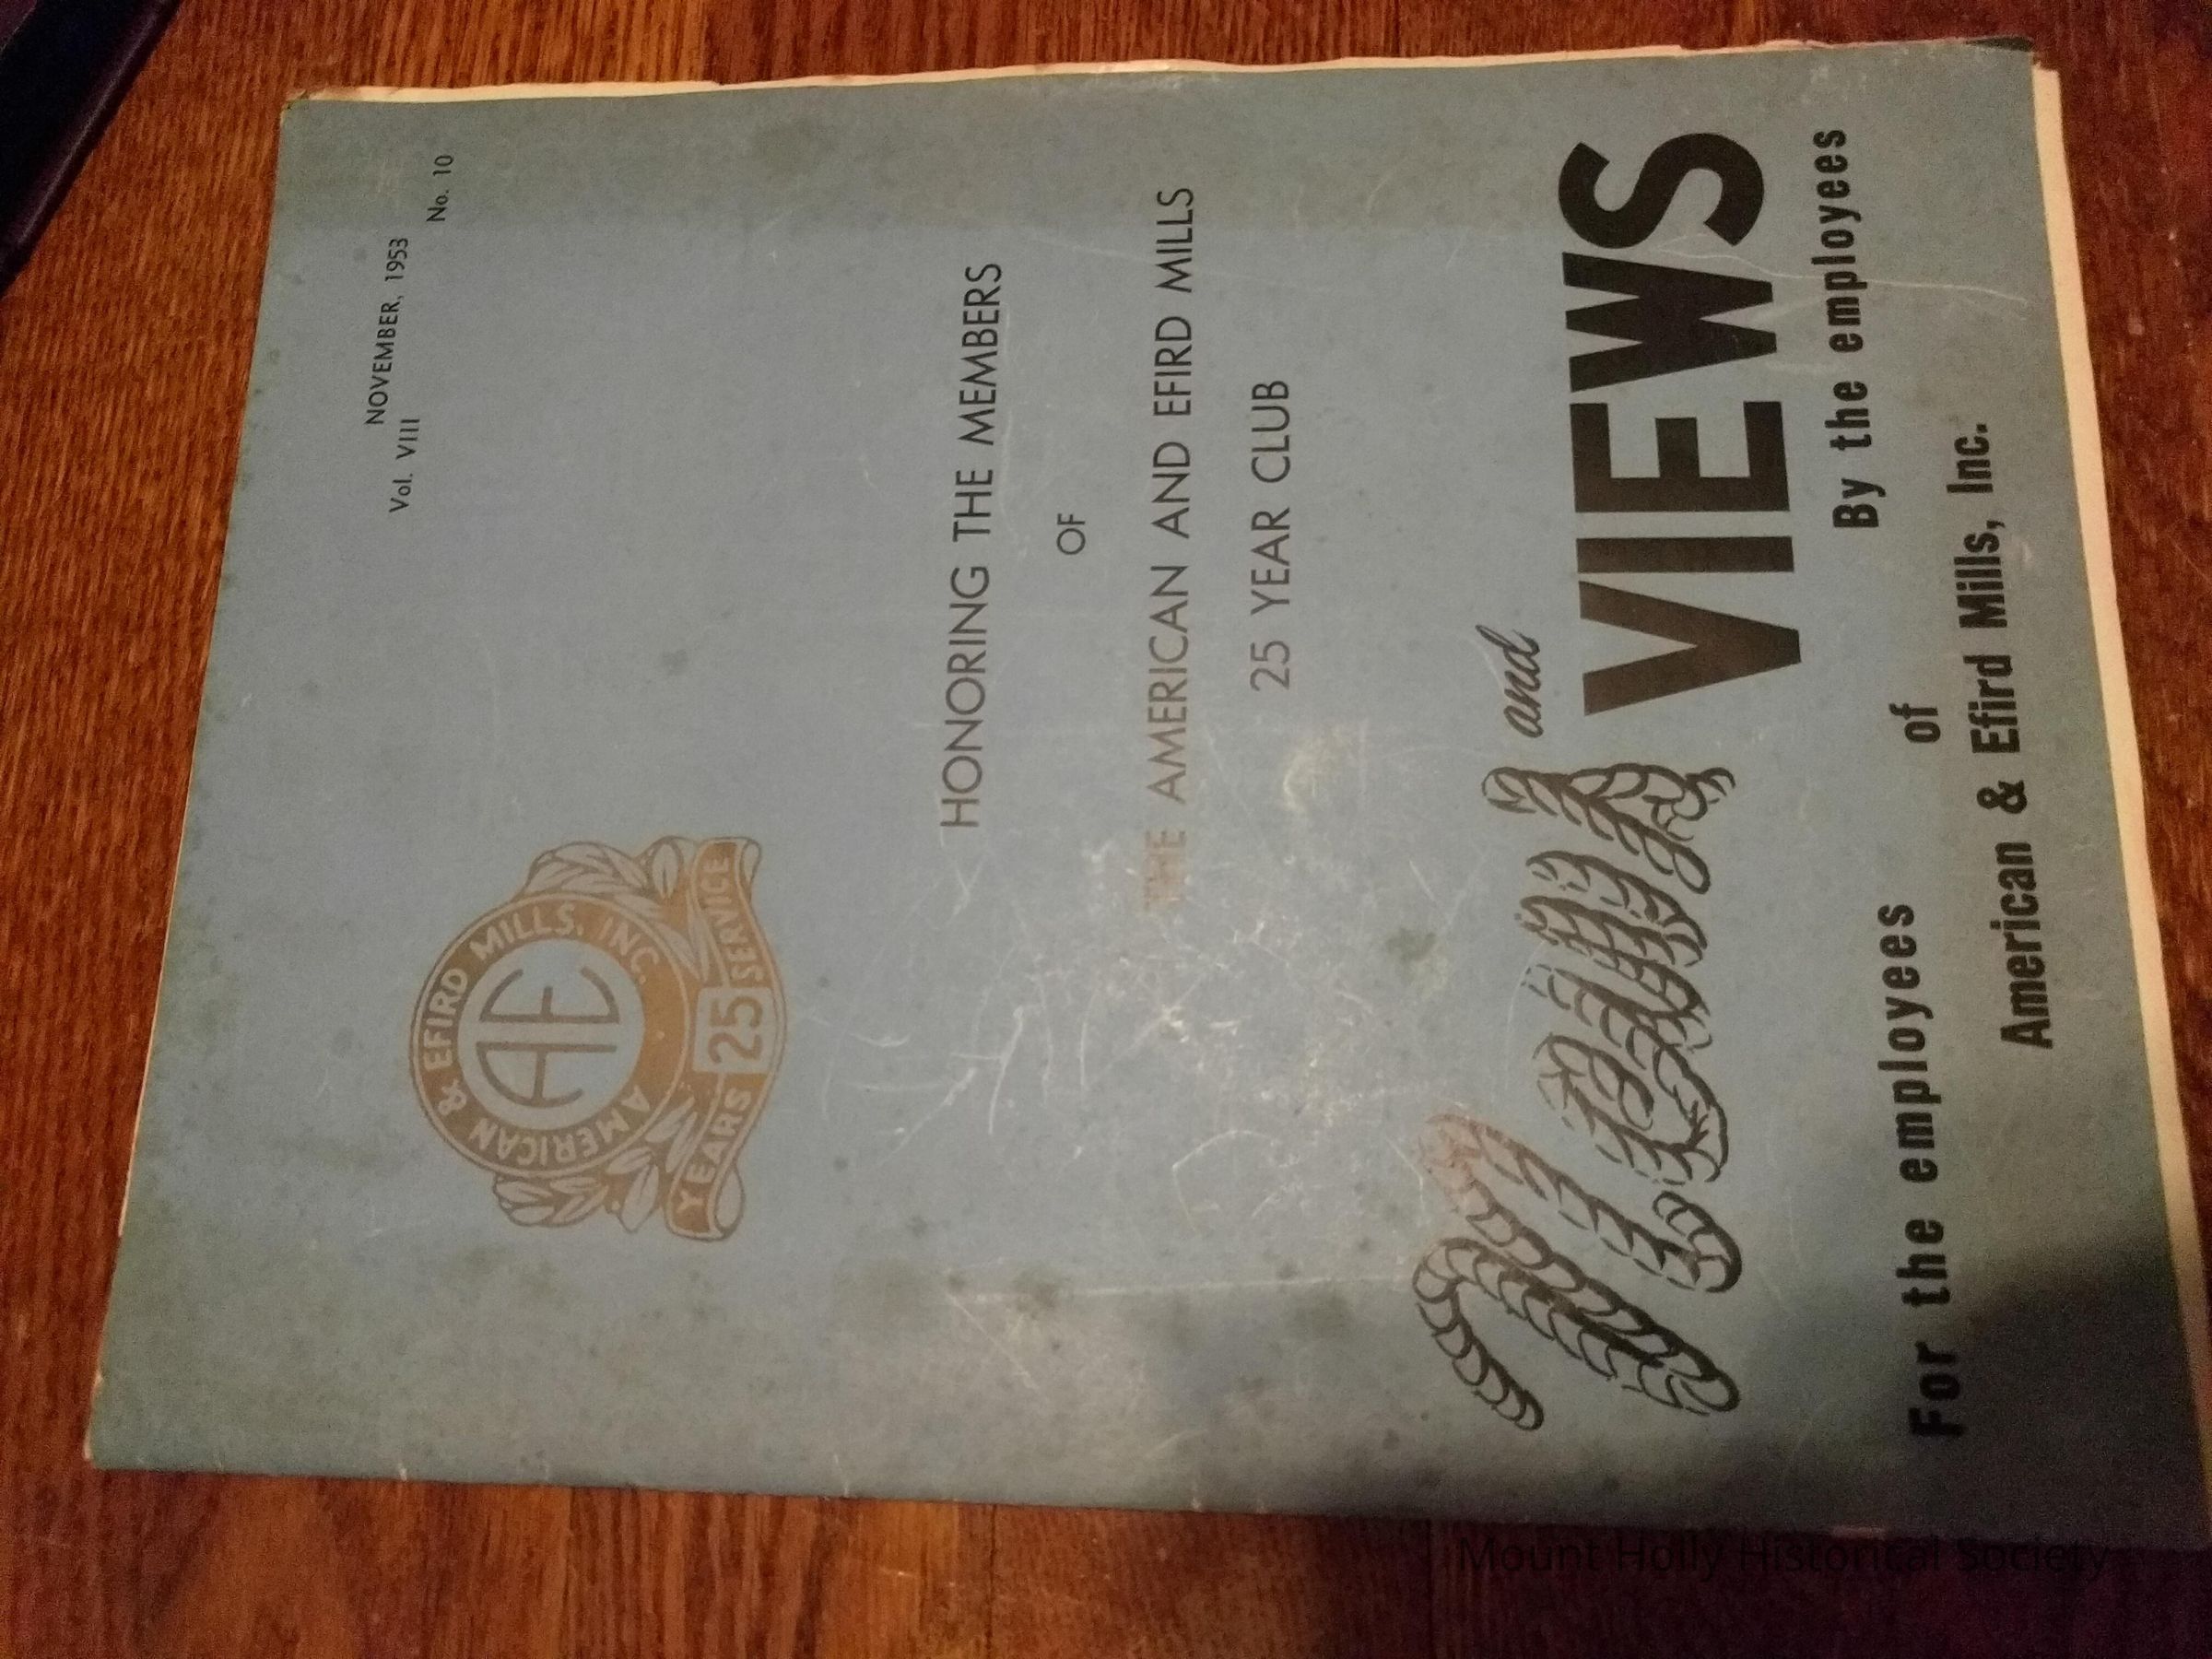 NOVEMBER, 1953
Vol. VIII No. 10
AMERICAN & EFIRD MILLS, INC.
AE
YEARS 25 SERVICE
HONORING THE MEMBERS
OF
THE AMERICAN AND EFIRD MILLS
25 YEAR CLUB
News and VIEWS
For the employees By the employees
of
American & Efird Mills, Inc.
Mount Holly Historical Society